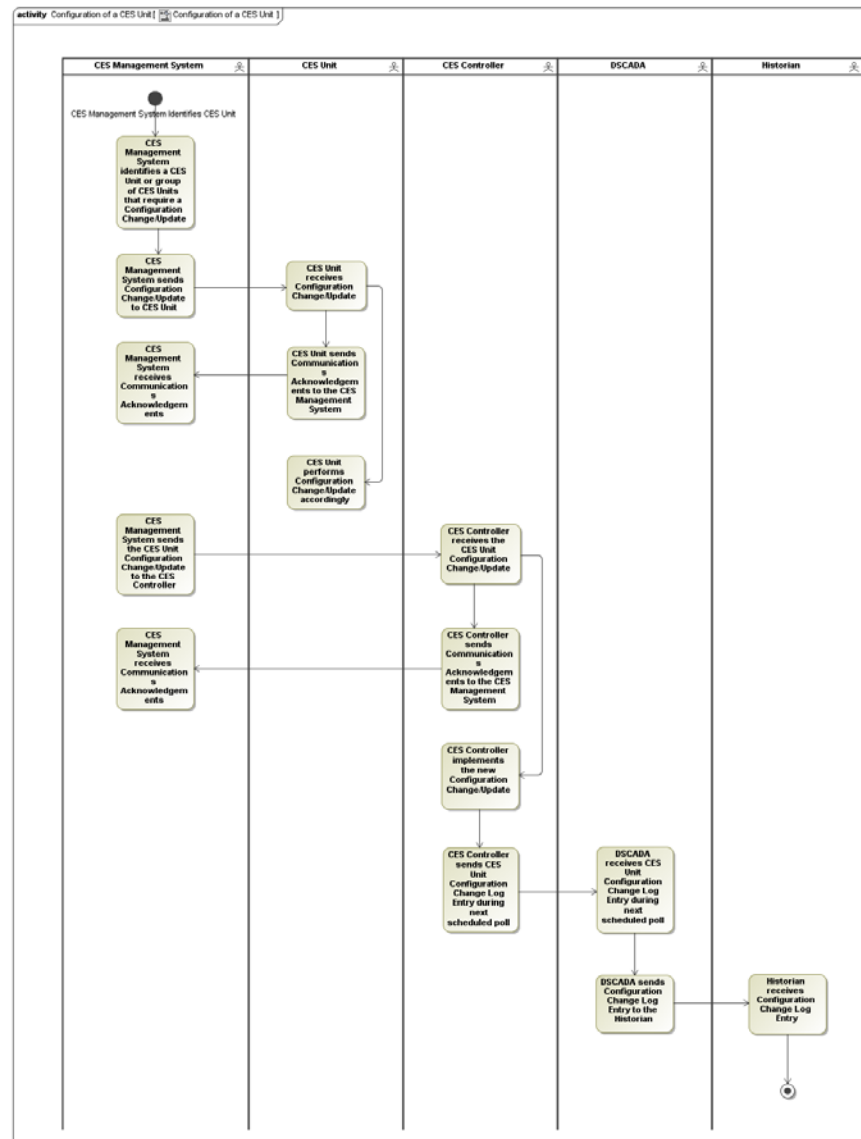 activity Configuration of a CES Unit [ Configuration of a CES Unit ]
CES Management System
CES Unit
CES Controller
DSCADA
Historian
CES Management System Identifies CES Unit
CES
Management
System
identifies a CES
Unit or group
of CES Units
that require a
Configuration
Change/Update
CES
Management
System sends
Configuration
Change/Update
to CES Unit
CES Unit
receives
Configuration
Change/Update
CES
Management
System
receives
Communication
s
Acknowledgem
ents
CES Unit sends
Communication
s
Acknowledgem
ents to the CES
Management
System
CES Unit
performs
Configuration
Change/Update
accordingly
CES
Management
System sends
the CES Unit
Configuration
Change/Update
to the CES
Controller
CES Controller
receives the
CES Unit
Configuration
Change/Update
CES
Management
System
receives
Communication
s
Acknowledgem
ents
CES Controller
sends
Communication
s
Acknowledgem
ents to the CES
Management
System
CES Controller
implements
the new
Configuration
Change/Update
CES Controller
sends CES
Unit
Configuration
Change Log
Entry during
next
scheduled poll
DSCADA
receives CES
Unit
Configuration
Change Log
Entry during
next
scheduled poll
DSCADA sends
Configuration
Change Log
Entry to the
Historian
Historian
receives
Configuration
Change Log
Entry